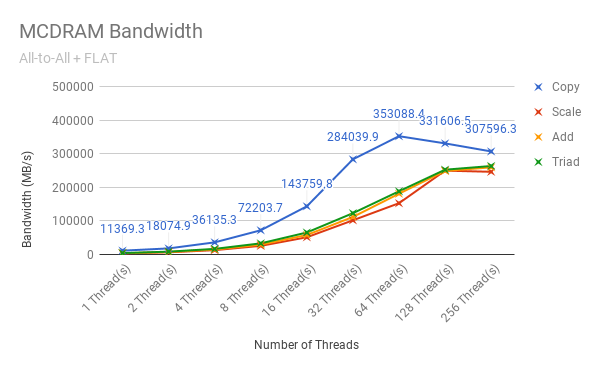 MCDRAM Bandwidth
All-to-All + FLAT
Bandwidth (MB/s)
500000
400000
300000
200000
100000
0
11369.3
18074.9
36135.3
72203.7
143759.8
284039.9
353088.4
331606.5
307596.3
Copy
Scale
Add
Triad
1 Thread(s)
2 Thread(s)
4 Thread(s)
8 Thread(s)
16 Thread(s)
32 Thread(s)
64 Thread(s)
128 Thread(s)
256 Thread(s)
Number of Threads